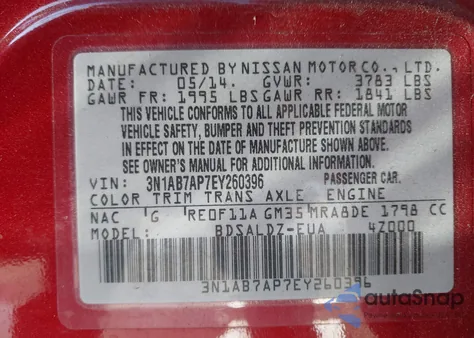 MANUFACTURED BY NISSAN MOTOR CO., LTD.
DATE: 05/14. GVWR: 3783 LBS
GAWR FR: 1995 LBS GAWR RR: 1841 LBS
THIS VEHICLE CONFORMS TO ALL APPLICABLE FEDERAL MOTOR
VEHICLE SAFETY, BUMPER AND THEFT PREVENTION STANDARDS
IN EFFECT ON THE DATE OF MANUFACTURE SHOWN ABOVE.
SEE OWNER'S MANUAL FOR ADDITIONAL INFORMATION.
VIN: 3N1AB7AP7EY260396 PASSENGER CAR.
COLOR TRIM TRANS AXLE ENGINE
NAC G RE0F11A GM35 MRA8DE 1798 CC
BDSALDZ-EUA 4Z000
3N1AB7AP7EY260396
autoSnap